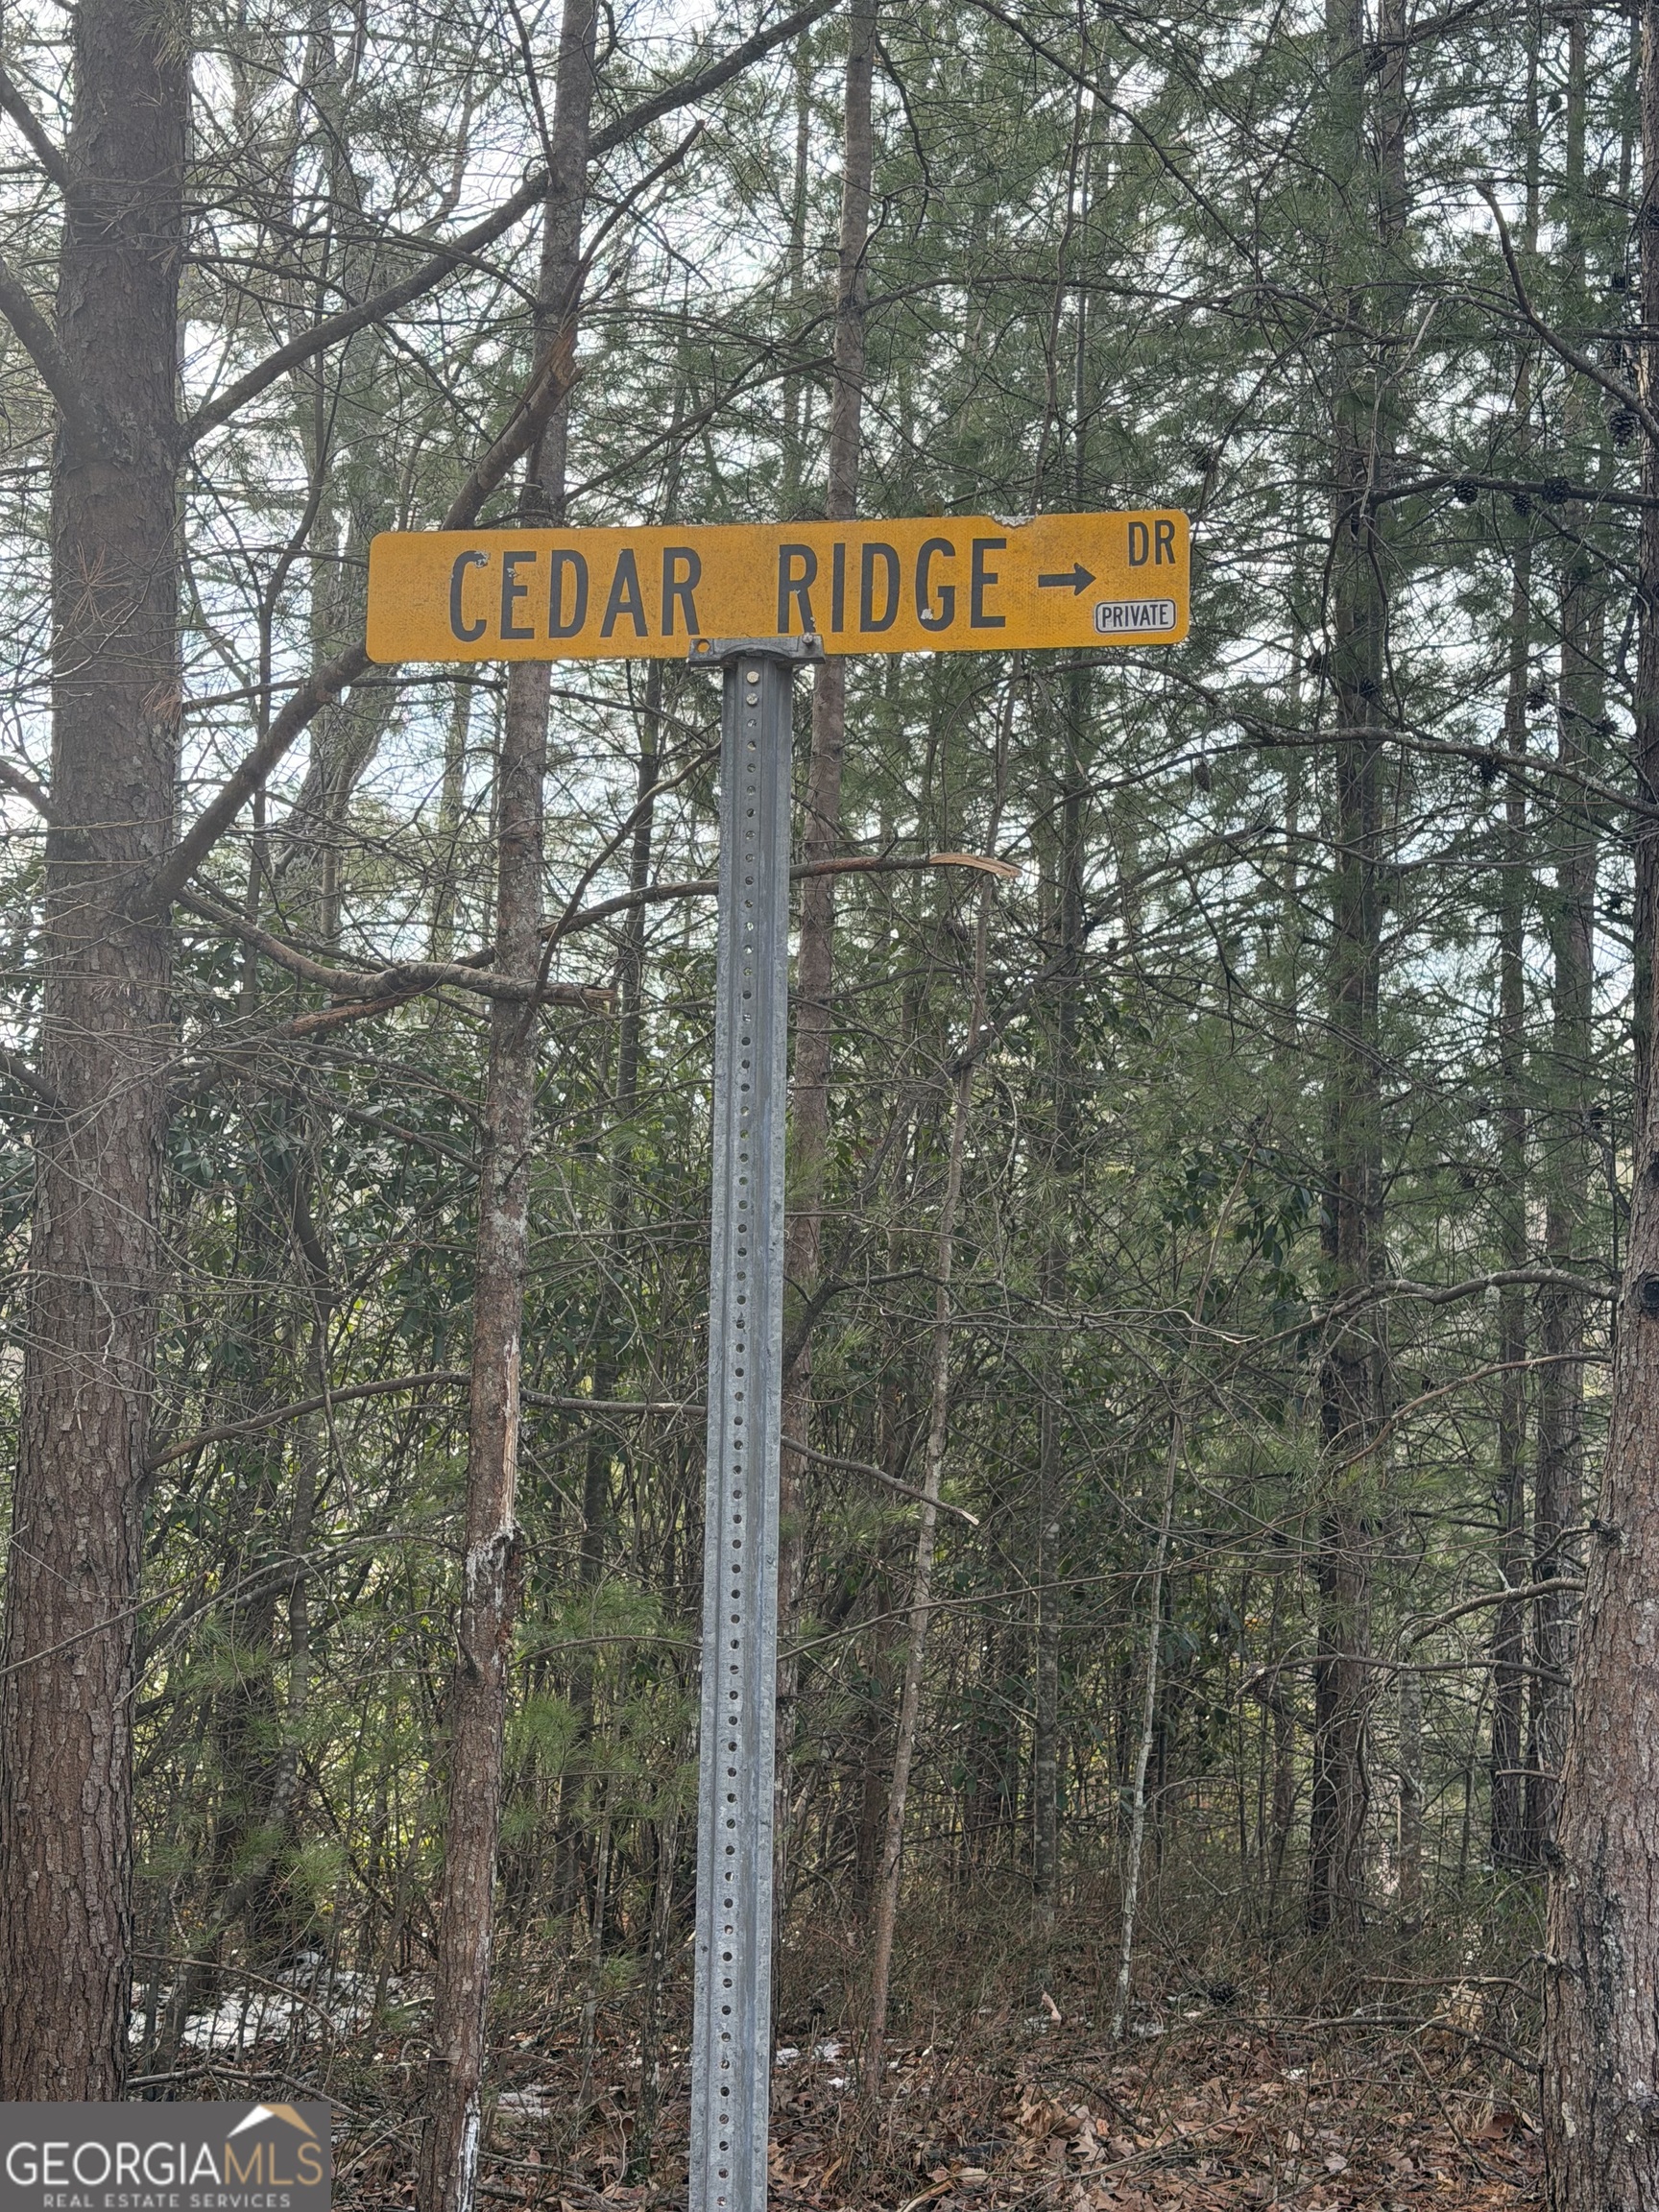 CEDAR RIDGE → DR
PRIVATE
GEORGIAMLS
REAL ESTATE SERVICES